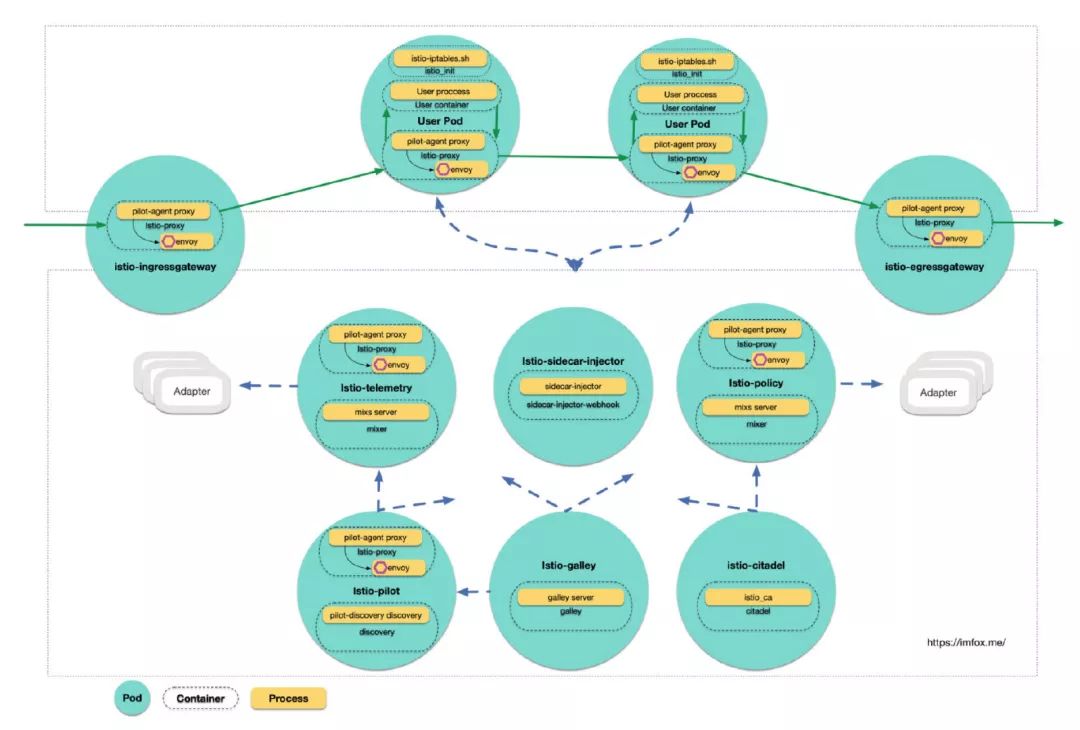 istio-iptables.sh
istio_init
User proccess
User container
User Pod
pilot-agent proxy
Istio-proxy
envoy
istio-iptables.sh
istio_init
User proccess
User container
User Pod
pilot-agent proxy
Istio-proxy
envoy
pilot-agent proxy
Istio-proxy
envoy
istio-ingressgateway
pilot-agent proxy
Istio-proxy
envoy
istio-egressgateway
Adapter
pilot-agent proxy
Istio-proxy
envoy
Istio-telemetry
mixs server
mixer
Istio-sidecar-injector
sidecar-injector
sidecar-injector-webhook
pilot-agent proxy
Istio-proxy
envoy
Istio-policy
mixs server
mixer
Adapter
pilot-agent proxy
Istio-proxy
envoy
Istio-pilot
pilot-discovery discovery
discovery
Istio-galley
galley server
galley
istio-citadel
istio_ca
citadel
https://imfox.me/
Pod
Container
Process